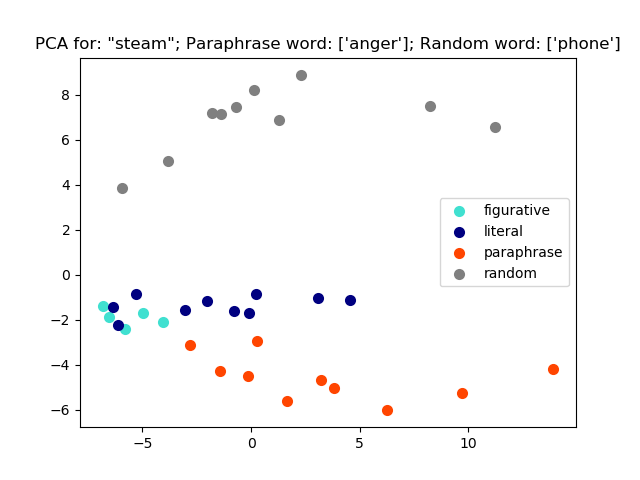 PCA for: "steam"; Paraphrase word: ['anger']; Random word: ['phone']
8
6
4
2
0
−2
−4
−6
−5
0
5
10
figurative
literal
paraphrase
random